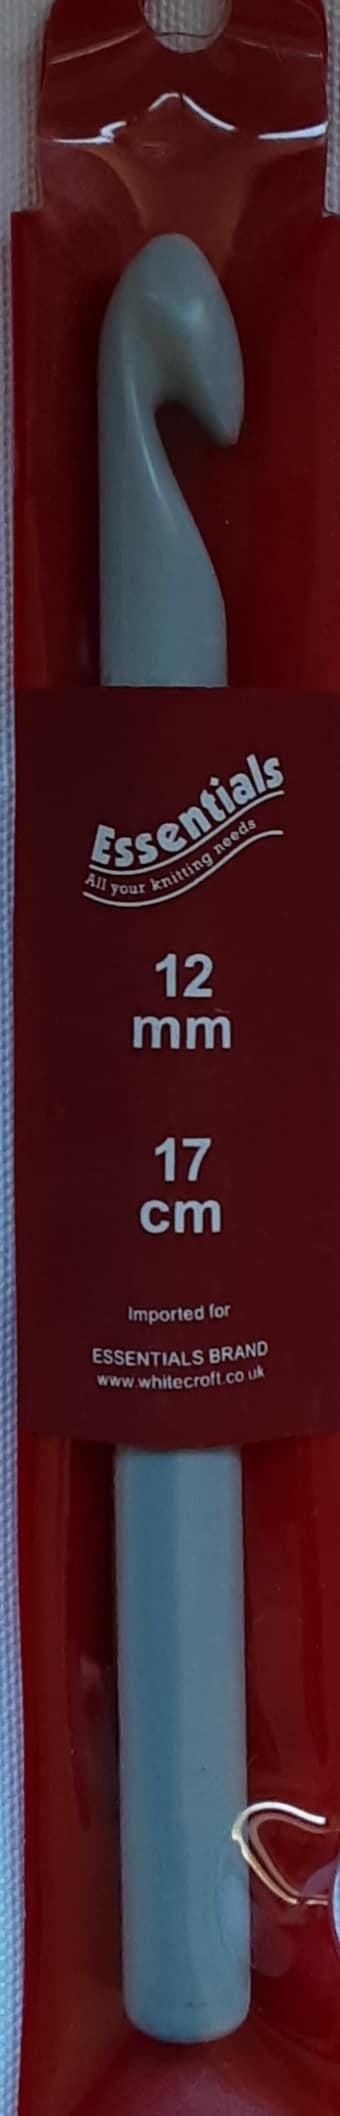 Essentials
All your knitting needs
12
mm
17
cm
Imported for
ESSENTIALS BRAND
www.whitecroft.co uk